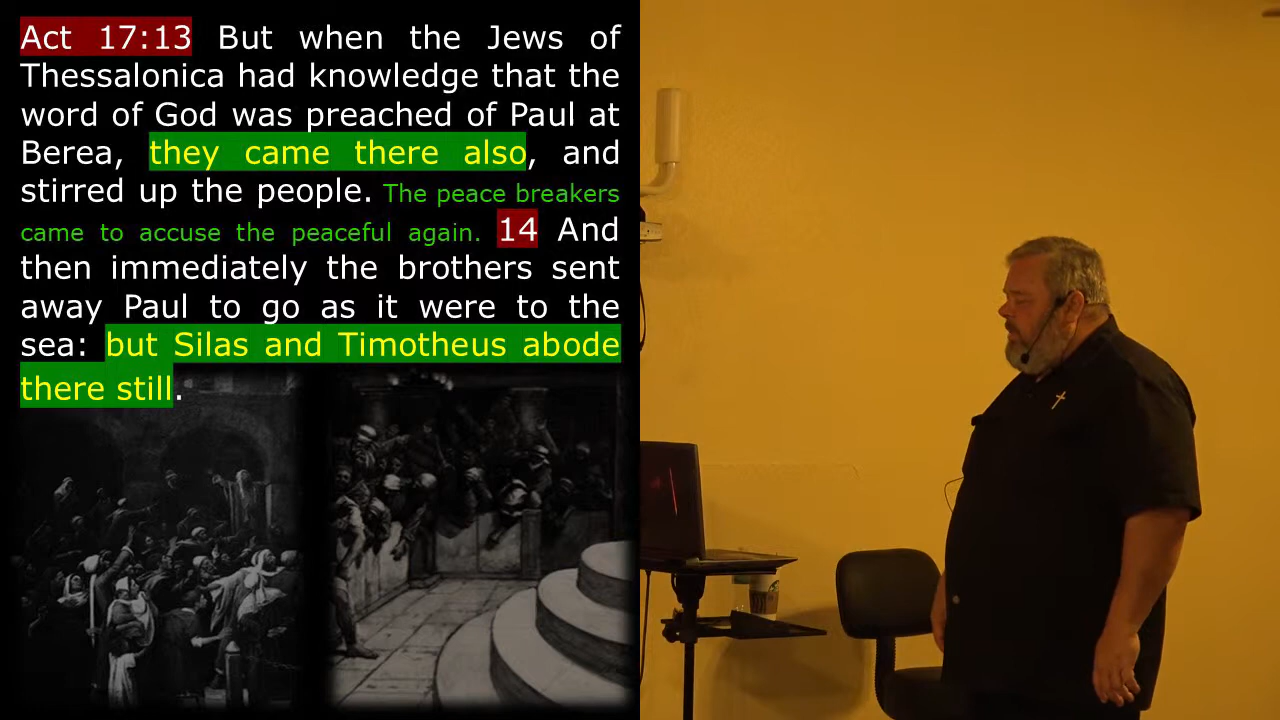 Act 17:13 But when the Jews of
Thessalonica had knowledge that the
word of God was preached of Paul at
Berea, they came there also, and
stirred up the people. The peace breakers
came to accuse the peaceful again. 14 And
then immediately the brothers sent
away Paul to go as it were to the
sea: but Silas and Timotheus abode
there still.